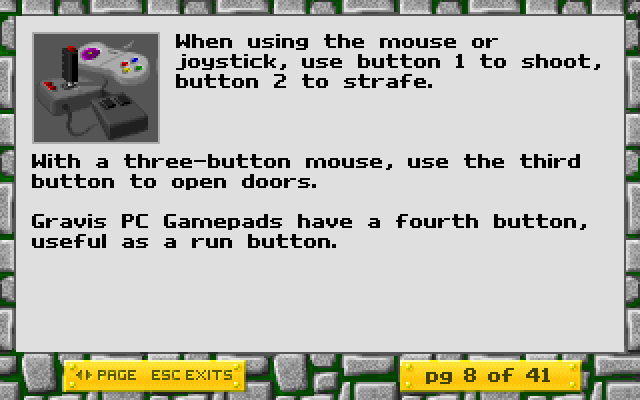 When using the mouse or
joystick, use button 1 to shoot,
button 2 to strafe.
With a three-button mouse, use the third
button to open doors.
Gravis PC Gamepads have a fourth button,
useful as a run button.
PAGE ESC EXITS
pg 8 of 41